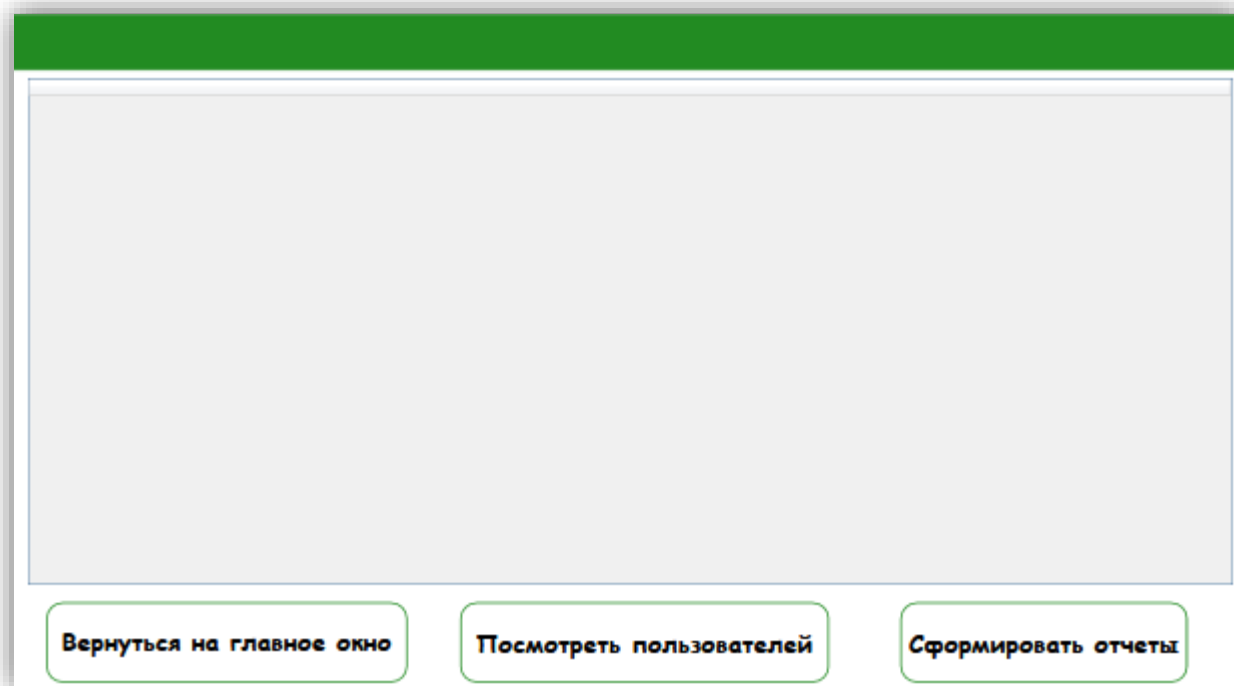 Вернуться на главное окно
Посмотреть пользователей
Сформировать отчеты